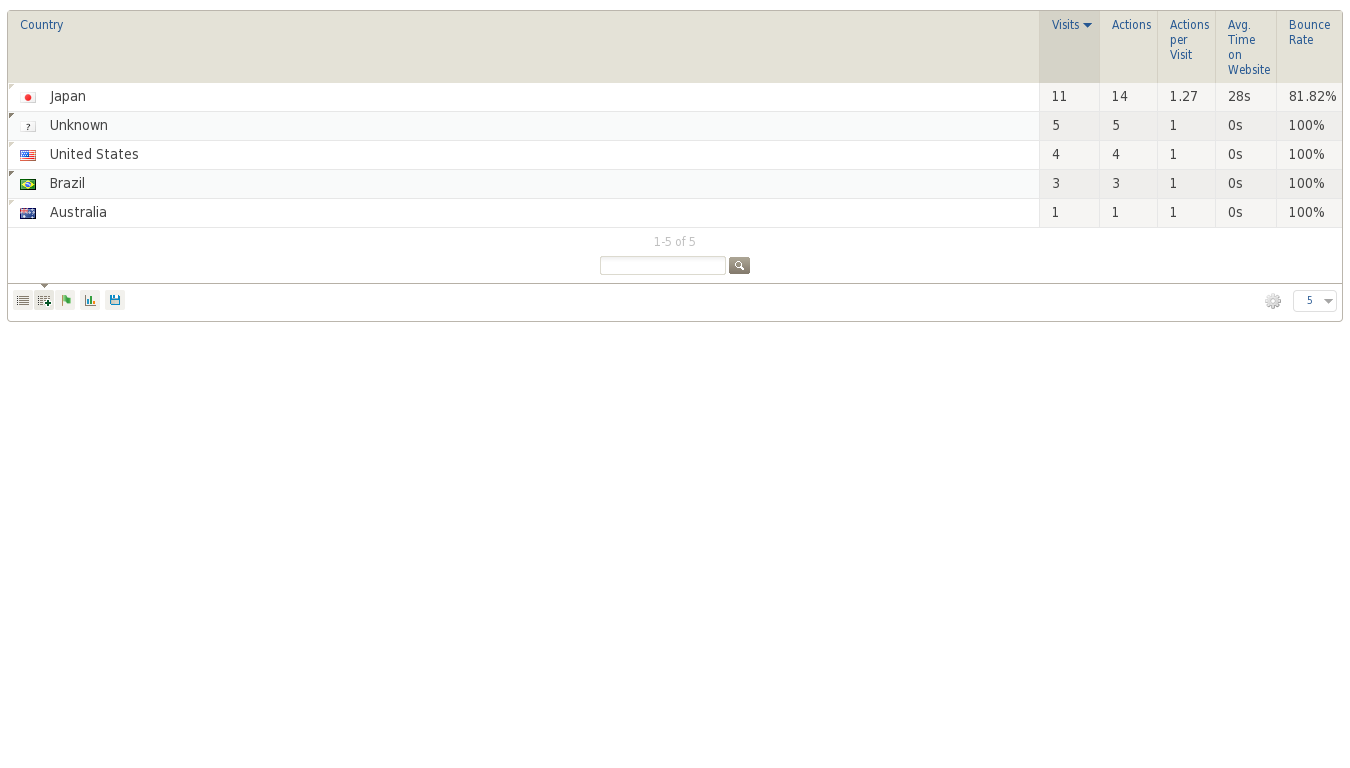 Country Visits Actions Actions per Visit Avg. Time on Website Bounce Rate
Japan 11 14 1.27 28s 81.82%
? Unknown 5 5 1 0s 100%
United States 4 4 1 0s 100%
Brazil 3 3 1 0s 100%
Australia 1 1 1 0s 100%
1-5 of 5
5